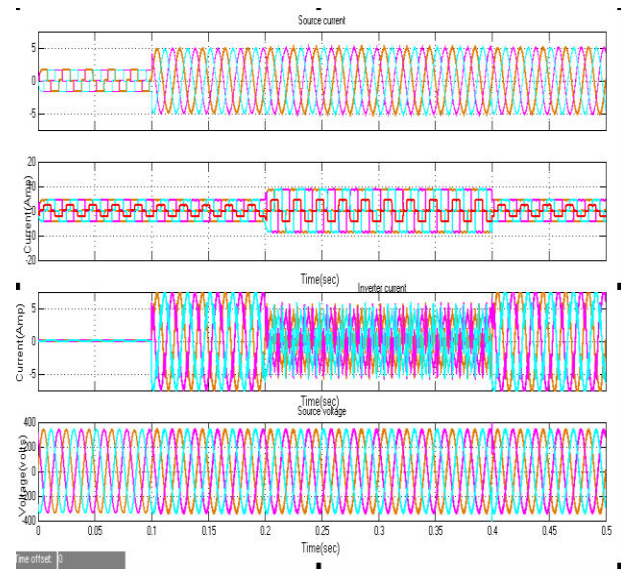 Source current
5
0
-5
20
10
0
-10
-20
Current(Amp)
Time(sec)
Inverter current
5
0
-5
Current(Amp)
Time(sec)
Source voltage
400
200
0
-200
-400
Voltage(volts)
0 0.05 0.1 0.15 0.2 0.25 0.3 0.35 0.4 0.45 0.5
Time(sec)
Time offset: 0